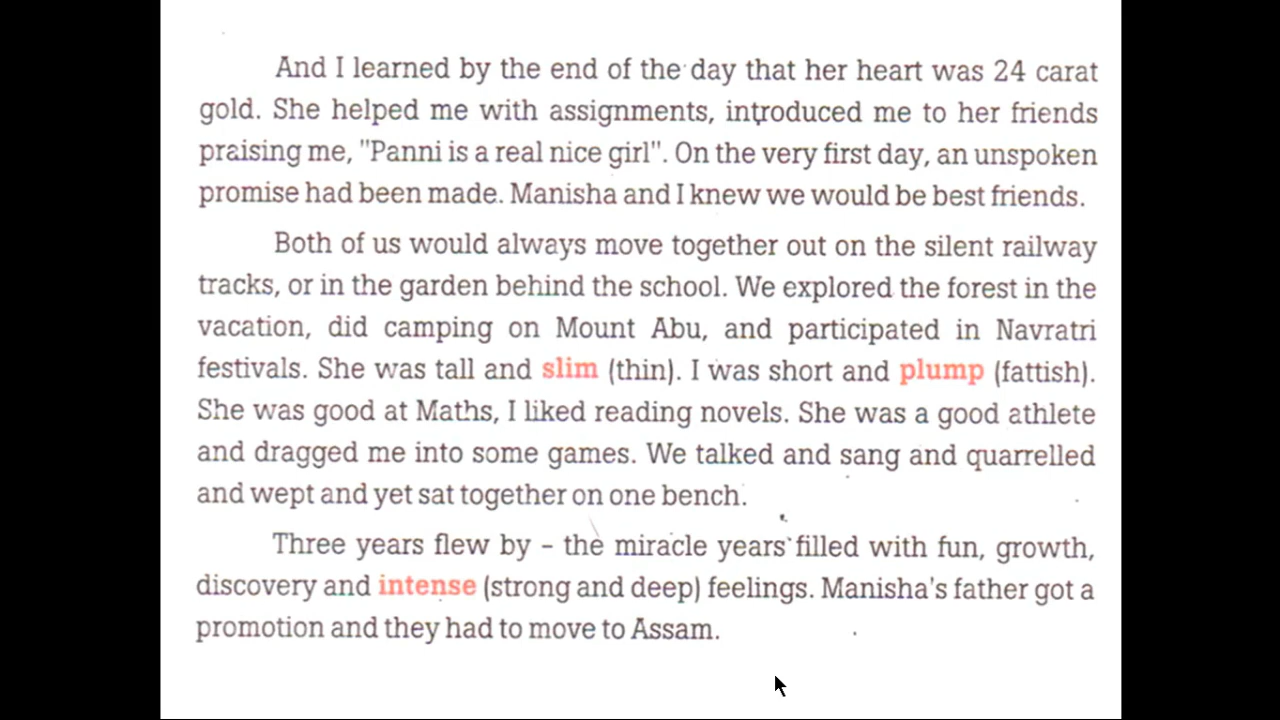 And I learned by the end of the day that her heart was 24 carat
gold. She helped me with assignments, introduced me to her friends
praising me, "Panni is a real nice girl". On the very first day, an unspoken
promise had been made. Manisha and I knew we would be best friends.
Both of us would always move together out on the silent railway
tracks, or in the garden behind the school. We explored the forest in the
vacation, did camping on Mount Abu, and participated in Navratri
festivals. She was tall and slim (thin). I was short and plump (fattish).
She was good at Maths, I liked reading novels. She was a good athlete
and dragged me into some games. We talked and sang and quarrelled
and wept and yet sat together on one bench.
Three years flew by – the miracle years filled with fun, growth,
discovery and intense (strong and deep) feelings. Manisha's father got a
promotion and they had to move to Assam.